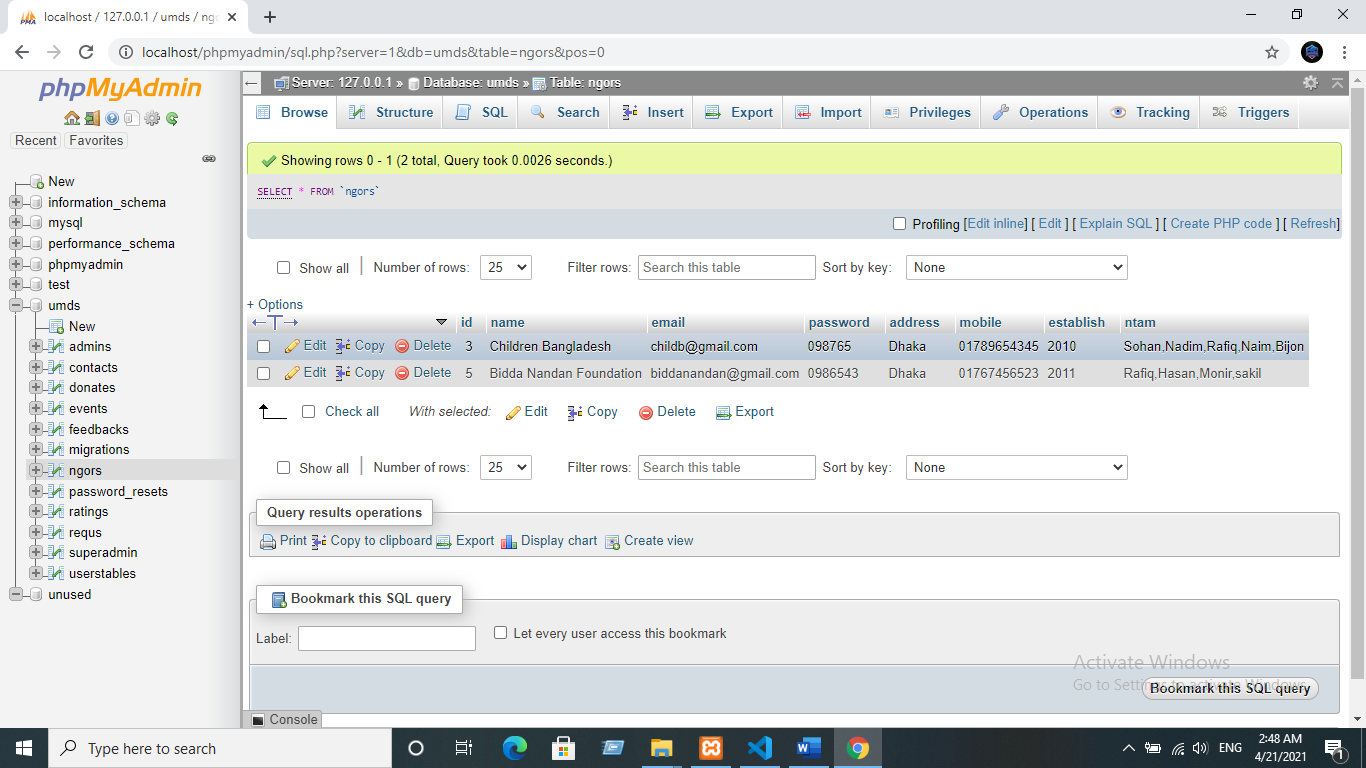 localhost / 127.0.0.1 / umds / ngo
localhost/phpmyadmin/sql.php?server=1&db=umds&table=ngors&pos=0
phpMyAdmin
Recent Favorites
New
information_schema
mysql
performance_schema
phpmyadmin
test
umds
New
admins
contacts
donates
events
feedbacks
migrations
ngors
password_resets
ratings
requs
superadmin
userstables
unused
Server: 127.0.0.1 » Database: umds » Table: ngors
Browse Structure SQL Search Insert Export Import Privileges Operations Tracking Triggers
Showing rows 0 - 1 (2 total, Query took 0.0026 seconds.)
SELECT * FROM `ngors`
Profiling [Edit inline] [ Edit ] [ Explain SQL ] [ Create PHP code ] [ Refresh]
Show all | Number of rows: 25 Filter rows: Search this table Sort by key: None
+ Options
←T→ id name email password address mobile establish ntam
Edit Copy Delete 3 Children Bangladesh childb@gmail.com 098765 Dhaka 01789654345 2010 Sohan,Nadim,Rafiq,Naim,Bijon
Edit Copy Delete 5 Bidda Nandan Foundation biddanandan@gmail.com 0986543 Dhaka 01767456523 2011 Rafiq,Hasan,Monir,sakil
Check all With selected: Edit Copy Delete Export
Show all | Number of rows: 25 Filter rows: Search this table Sort by key: None
Query results operations
Print Copy to clipboard Export Display chart Create view
Bookmark this SQL query
Label: Let every user access this bookmark
Activate Windows
Go to Settings to activate Windows.
Bookmark this SQL query
Console
Type here to search
ENG
2:48 AM
4/21/2021
1